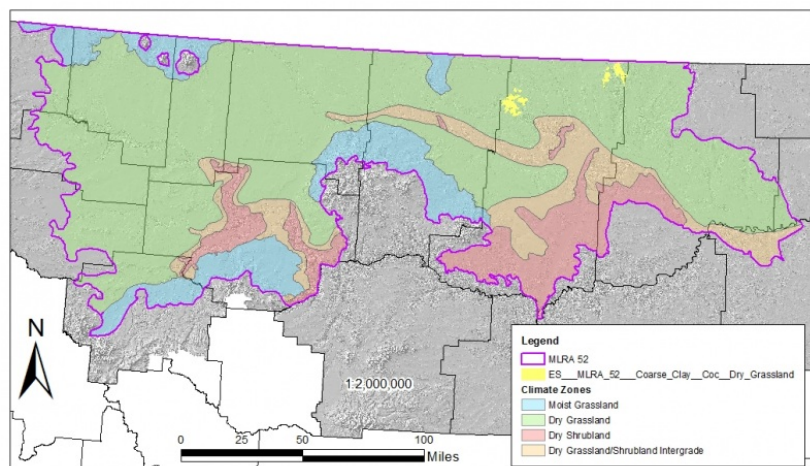 N
1:2,000,000
0 25 50 100
Miles
Legend
MLRA 52
ES___MLRA_52___Coarse_Clay__Coc__Dry_Grassland
Climate Zones
Moist Grassland
Dry Grassland
Dry Shrubland
Dry Grassland/Shrubland Intergrade